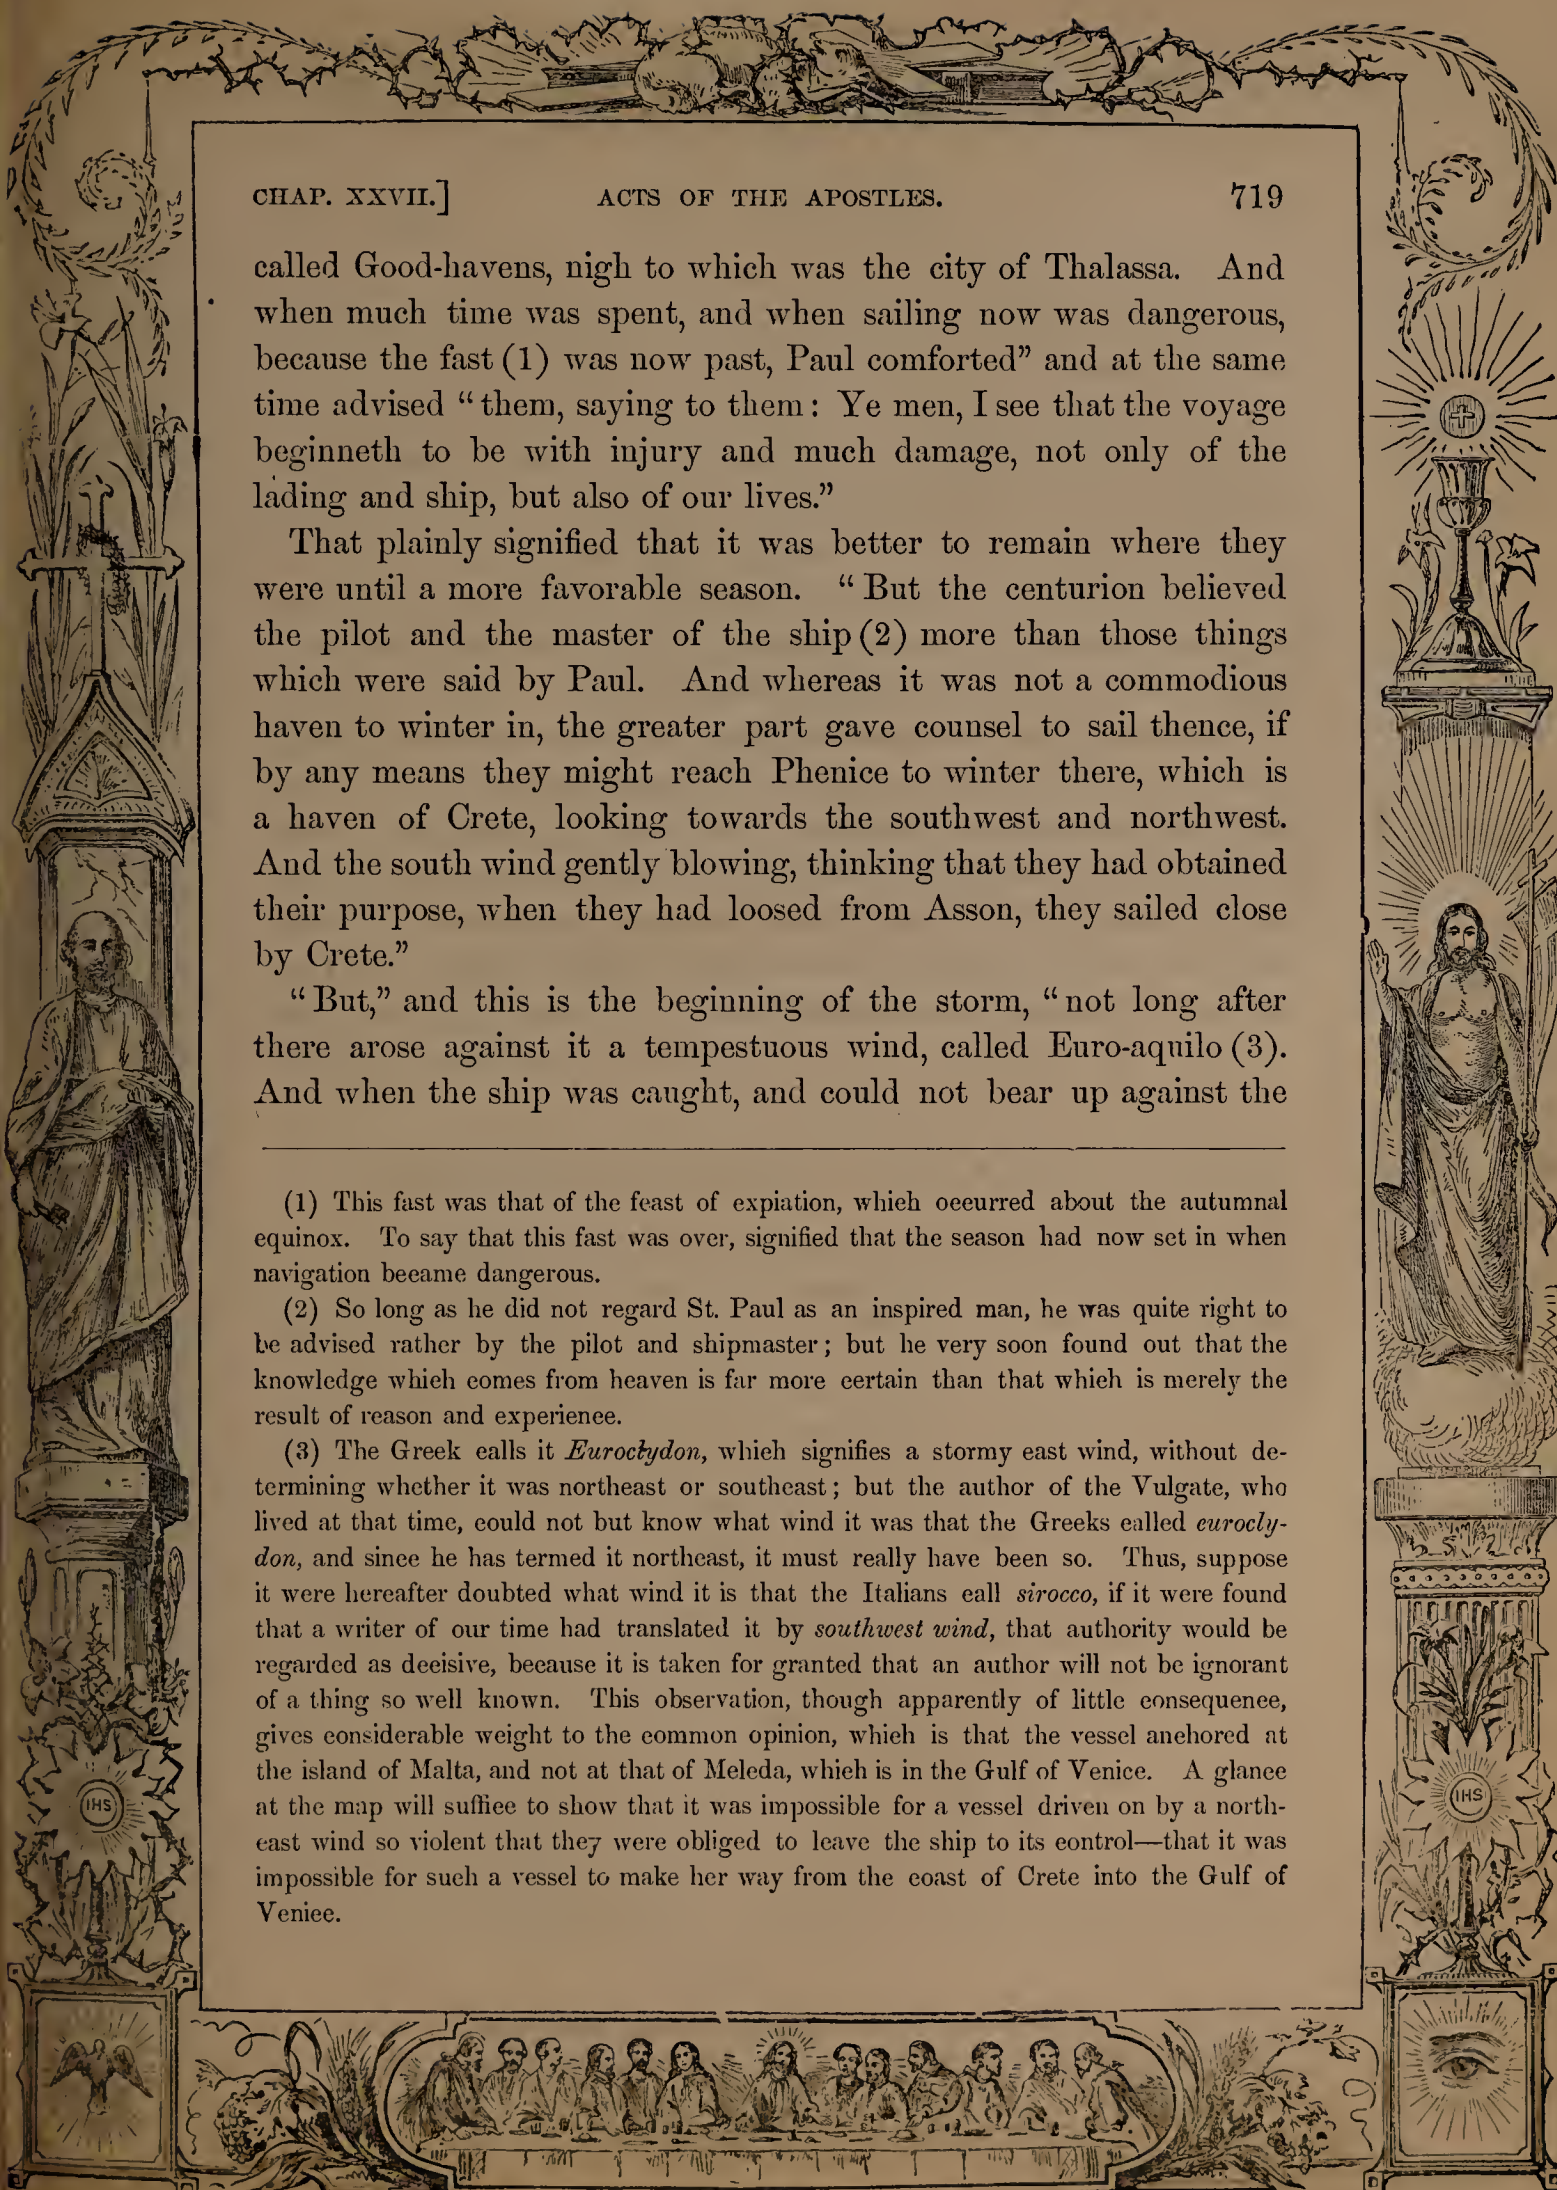 CHAP. XXVII.] ACTS OF THE APOSTLES. 719
called Good-havens, nigh to which was the city of Thalassa. And
when much time was spent, and when sailing now was dangerous,
because the fast (1) was now past, Paul comforted” and at the same
time advised “them, saying to them: Ye men, I see that the voyage
beginneth to be with injury and much damage, not only of the
lading and ship, but also of our lives.”
That plainly signified that it was better to remain where they
were until a more favorable season. “But the centurion believed
the pilot and the master of the ship (2) more than those things
which were said by Paul. And whereas it was not a commodious
haven to winter in, the greater part gave counsel to sail thence, if
by any means they might reach Phenice to winter there, which is
a haven of Crete, looking towards the southwest and northwest.
And the south wind gently blowing, thinking that they had obtained
their purpose, when they had loosed from Asson, they sailed close
by Crete.”
“But,” and this is the beginning of the storm, “not long after
there arose against it a tempestuous wind, called Euro-aquilo (3).
And when the ship was caught, and could not bear up against the
(1) This fast was that of the feast of expiation, which occurred about the autumnal
equinox. To say that this fast was over, signified that the season had now set in when
navigation became dangerous.
(2) So long as he did not regard St. Paul as an inspired man, he was quite right to
be advised rather by the pilot and shipmaster; but he very soon found out that the
knowledge which comes from heaven is far more certain than that which is merely the
result of reason and experience.
(3) The Greek calls it Euroclydon, which signifies a stormy east wind, without de-
termining whether it was northeast or southeast; but the author of the Vulgate, who
lived at that time, could not but know what wind it was that the Greeks called eurocly-
don, and since he has termed it northeast, it must really have been so. Thus, suppose
it were hereafter doubted what wind it is that the Italians call sirocco, if it were found
that a writer of our time had translated it by southwest wind, that authority would be
regarded as decisive, because it is taken for granted that an author will not be ignorant
of a thing so well known. This observation, though apparently of little consequence,
gives considerable weight to the common opinion, which is that the vessel anchored at
the island of Malta, and not at that of Meleda, which is in the Gulf of Venice. A glance
at the map will suffice to show that it was impossible for a vessel driven on by a north-
east wind so violent that they were obliged to leave the ship to its control—that it was
impossible for such a vessel to make her way from the coast of Crete into the Gulf of
Venice.
IHS
IHS